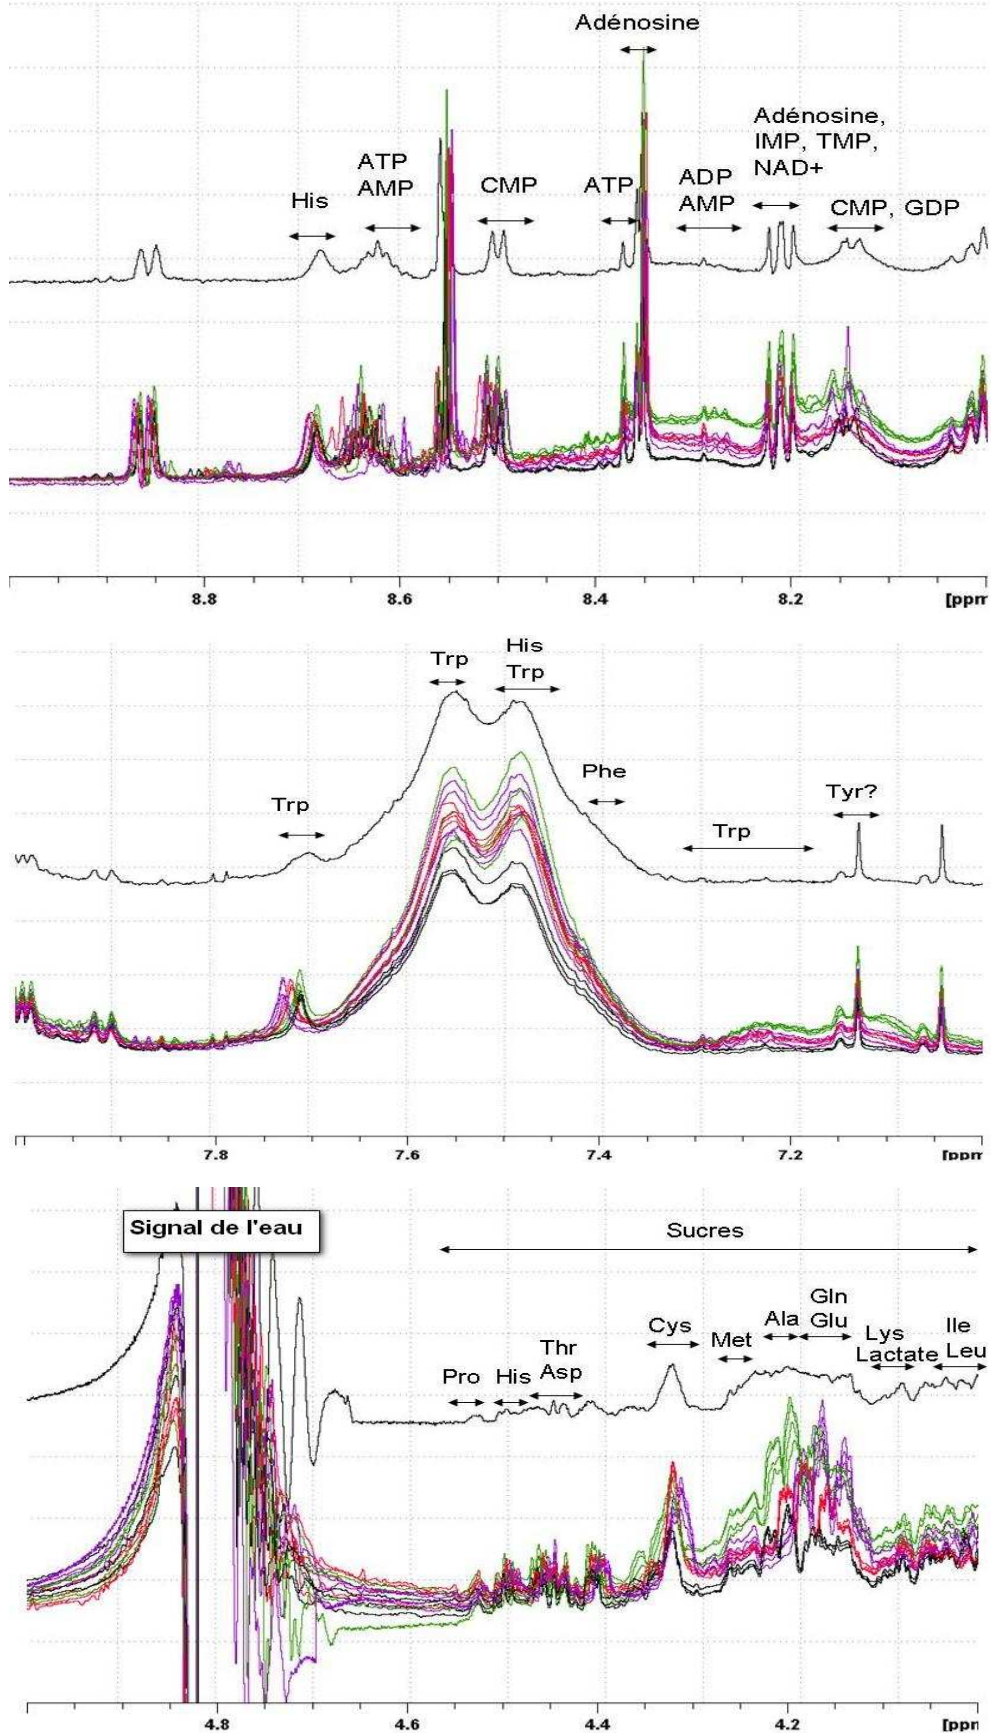 Adénosine
Adénosine,
IMP, TMP,
NAD+
ATP
AMP
His
CMP
ATP
ADP
AMP
CMP, GDP
8.8
8.6
8.4
8.2
[ppm
Trp
His
Trp
Trp
Phe
Trp
Tyr?
7.8
7.6
7.4
7.2
[ppm
Signal de l'eau
Sucres
Pro
His
Thr
Asp
Cys
Met
Ala
Gln
Glu
Lys
Lactate
Ile
Leu
4.8
4.6
4.4
4.2
[ppm